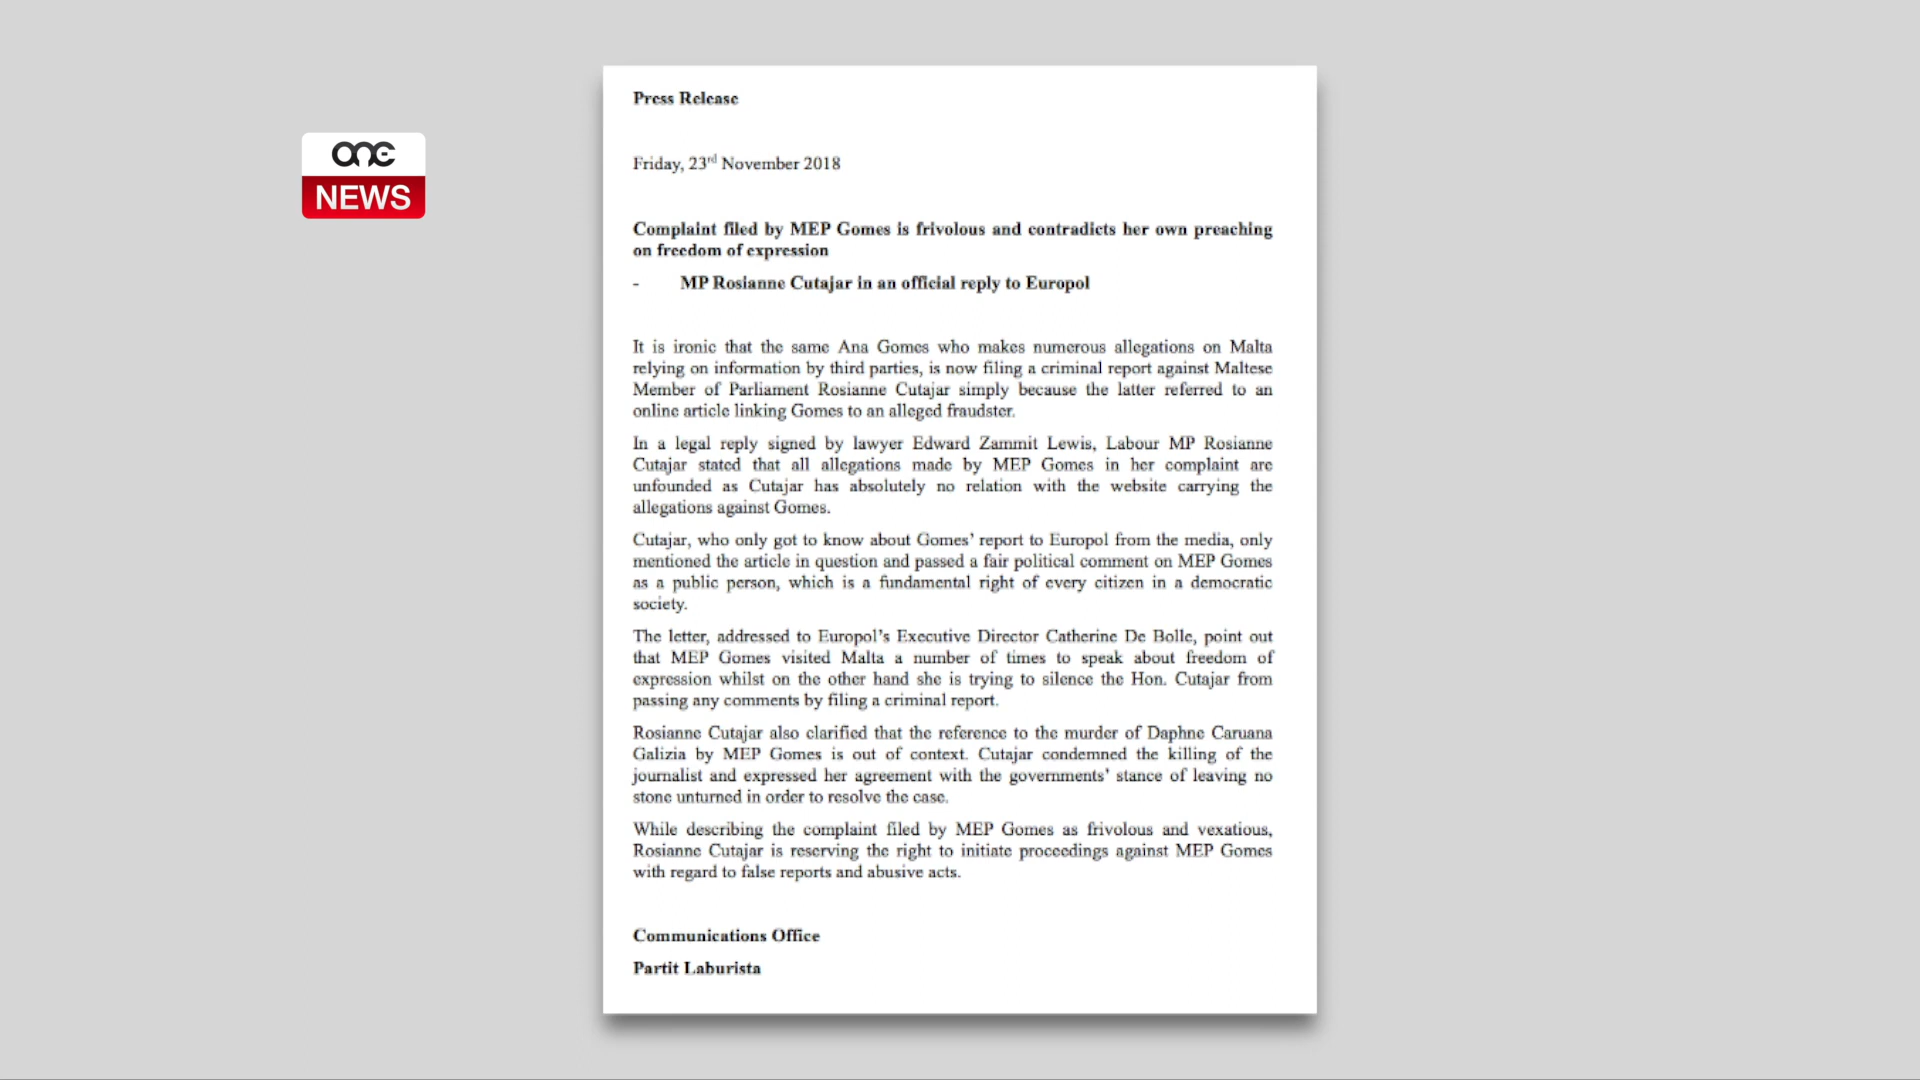 one
NEWS
Press Release
Friday, 23rd November 2018
Complaint filed by MEP Gomes is frivolous and contradicts her own preaching
on freedom of expression
- MP Rosianne Cutajar in an official reply to Europol
It is ironic that the same Ana Gomes who makes numerous allegations on Malta
relying on information by third parties, is now filing a criminal report against Maltese
Member of Parliament Rosianne Cutajar simply because the latter referred to an
online article linking Gomes to an alleged fraudster.
In a legal reply signed by lawyer Edward Zammit Lewis, Labour MP Rosianne
Cutajar stated that all allegations made by MEP Gomes in her complaint are
unfounded as Cutajar has absolutely no relation with the website carrying the
allegations against Gomes.
Cutajar, who only got to know about Gomes’ report to Europol from the media, only
mentioned the article in question and passed a fair political comment on MEP Gomes
as a public person, which is a fundamental right of every citizen in a democratic
society.
The letter, addressed to Europol’s Executive Director Catherine De Bolle, point out
that MEP Gomes visited Malta a number of times to speak about freedom of
expression whilst on the other hand she is trying to silence the Hon. Cutajar from
passing any comments by filing a criminal report.
Rosianne Cutajar also clarified that the reference to the murder of Daphne Caruana
Galizia by MEP Gomes is out of context. Cutajar condemned the killing of the
journalist and expressed her agreement with the governments’ stance of leaving no
stone unturned in order to resolve the case.
While describing the complaint filed by MEP Gomes as frivolous and vexatious,
Rosianne Cutajar is reserving the right to initiate proceedings against MEP Gomes
with regard to false reports and abusive acts.
Communications Office
Partit Laburista